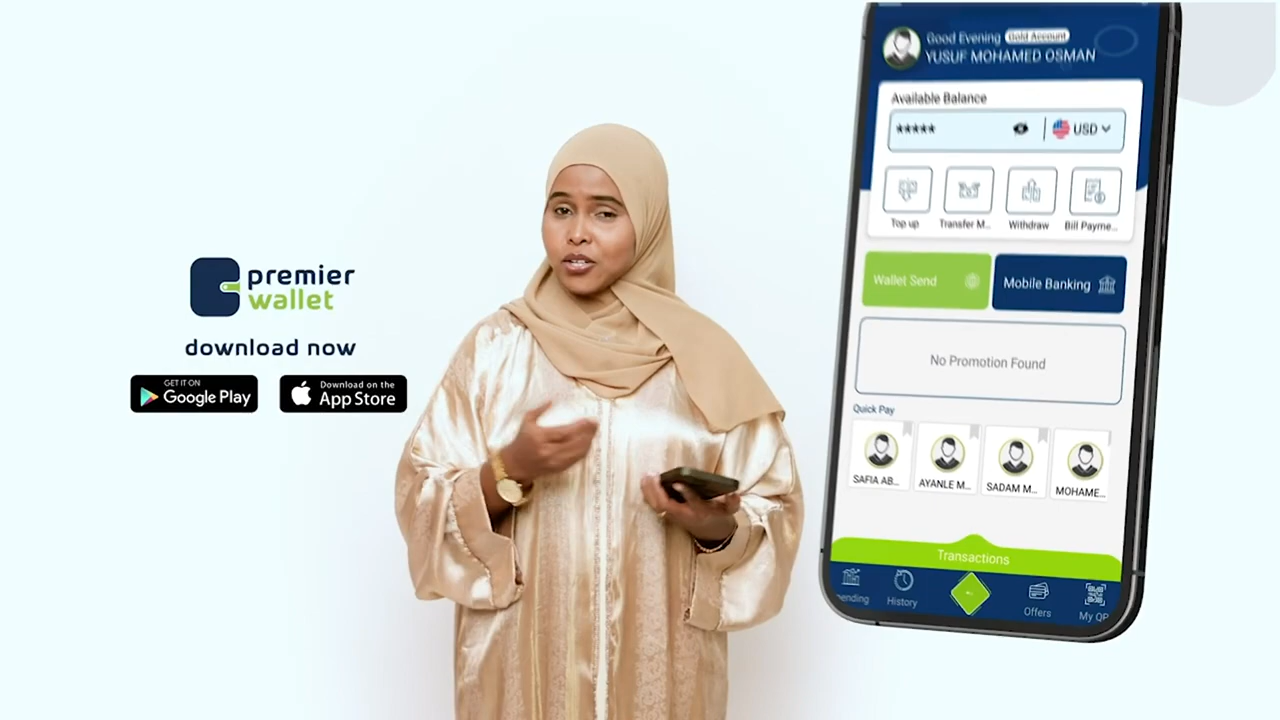 premier
wallet
download now
GET IT ON
Google Play
Download on the
App Store
Good Evening Gold Account
YUSUF MOHAMED OSMAN
Available Balance
***** USD
Top up Transfer M... Withdraw Bill Payme...
Wallet Send Mobile Banking
No Promotion Found
Quick Pay
SAFIA AB... AYANLE M... SADAM M... MOHAME...
Transactions
ending History Offers My QR